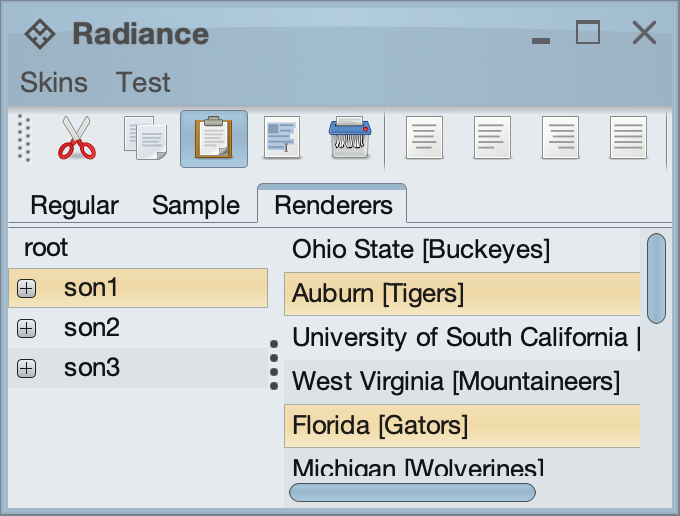 Radiance
Skins Test
Regular Sample Renderers
root
son1
son2
son3
Ohio State [Buckeyes]
Auburn [Tigers]
University of South California [
West Virginia [Mountaineers]
Florida [Gators]
Michigan [Wolverines]